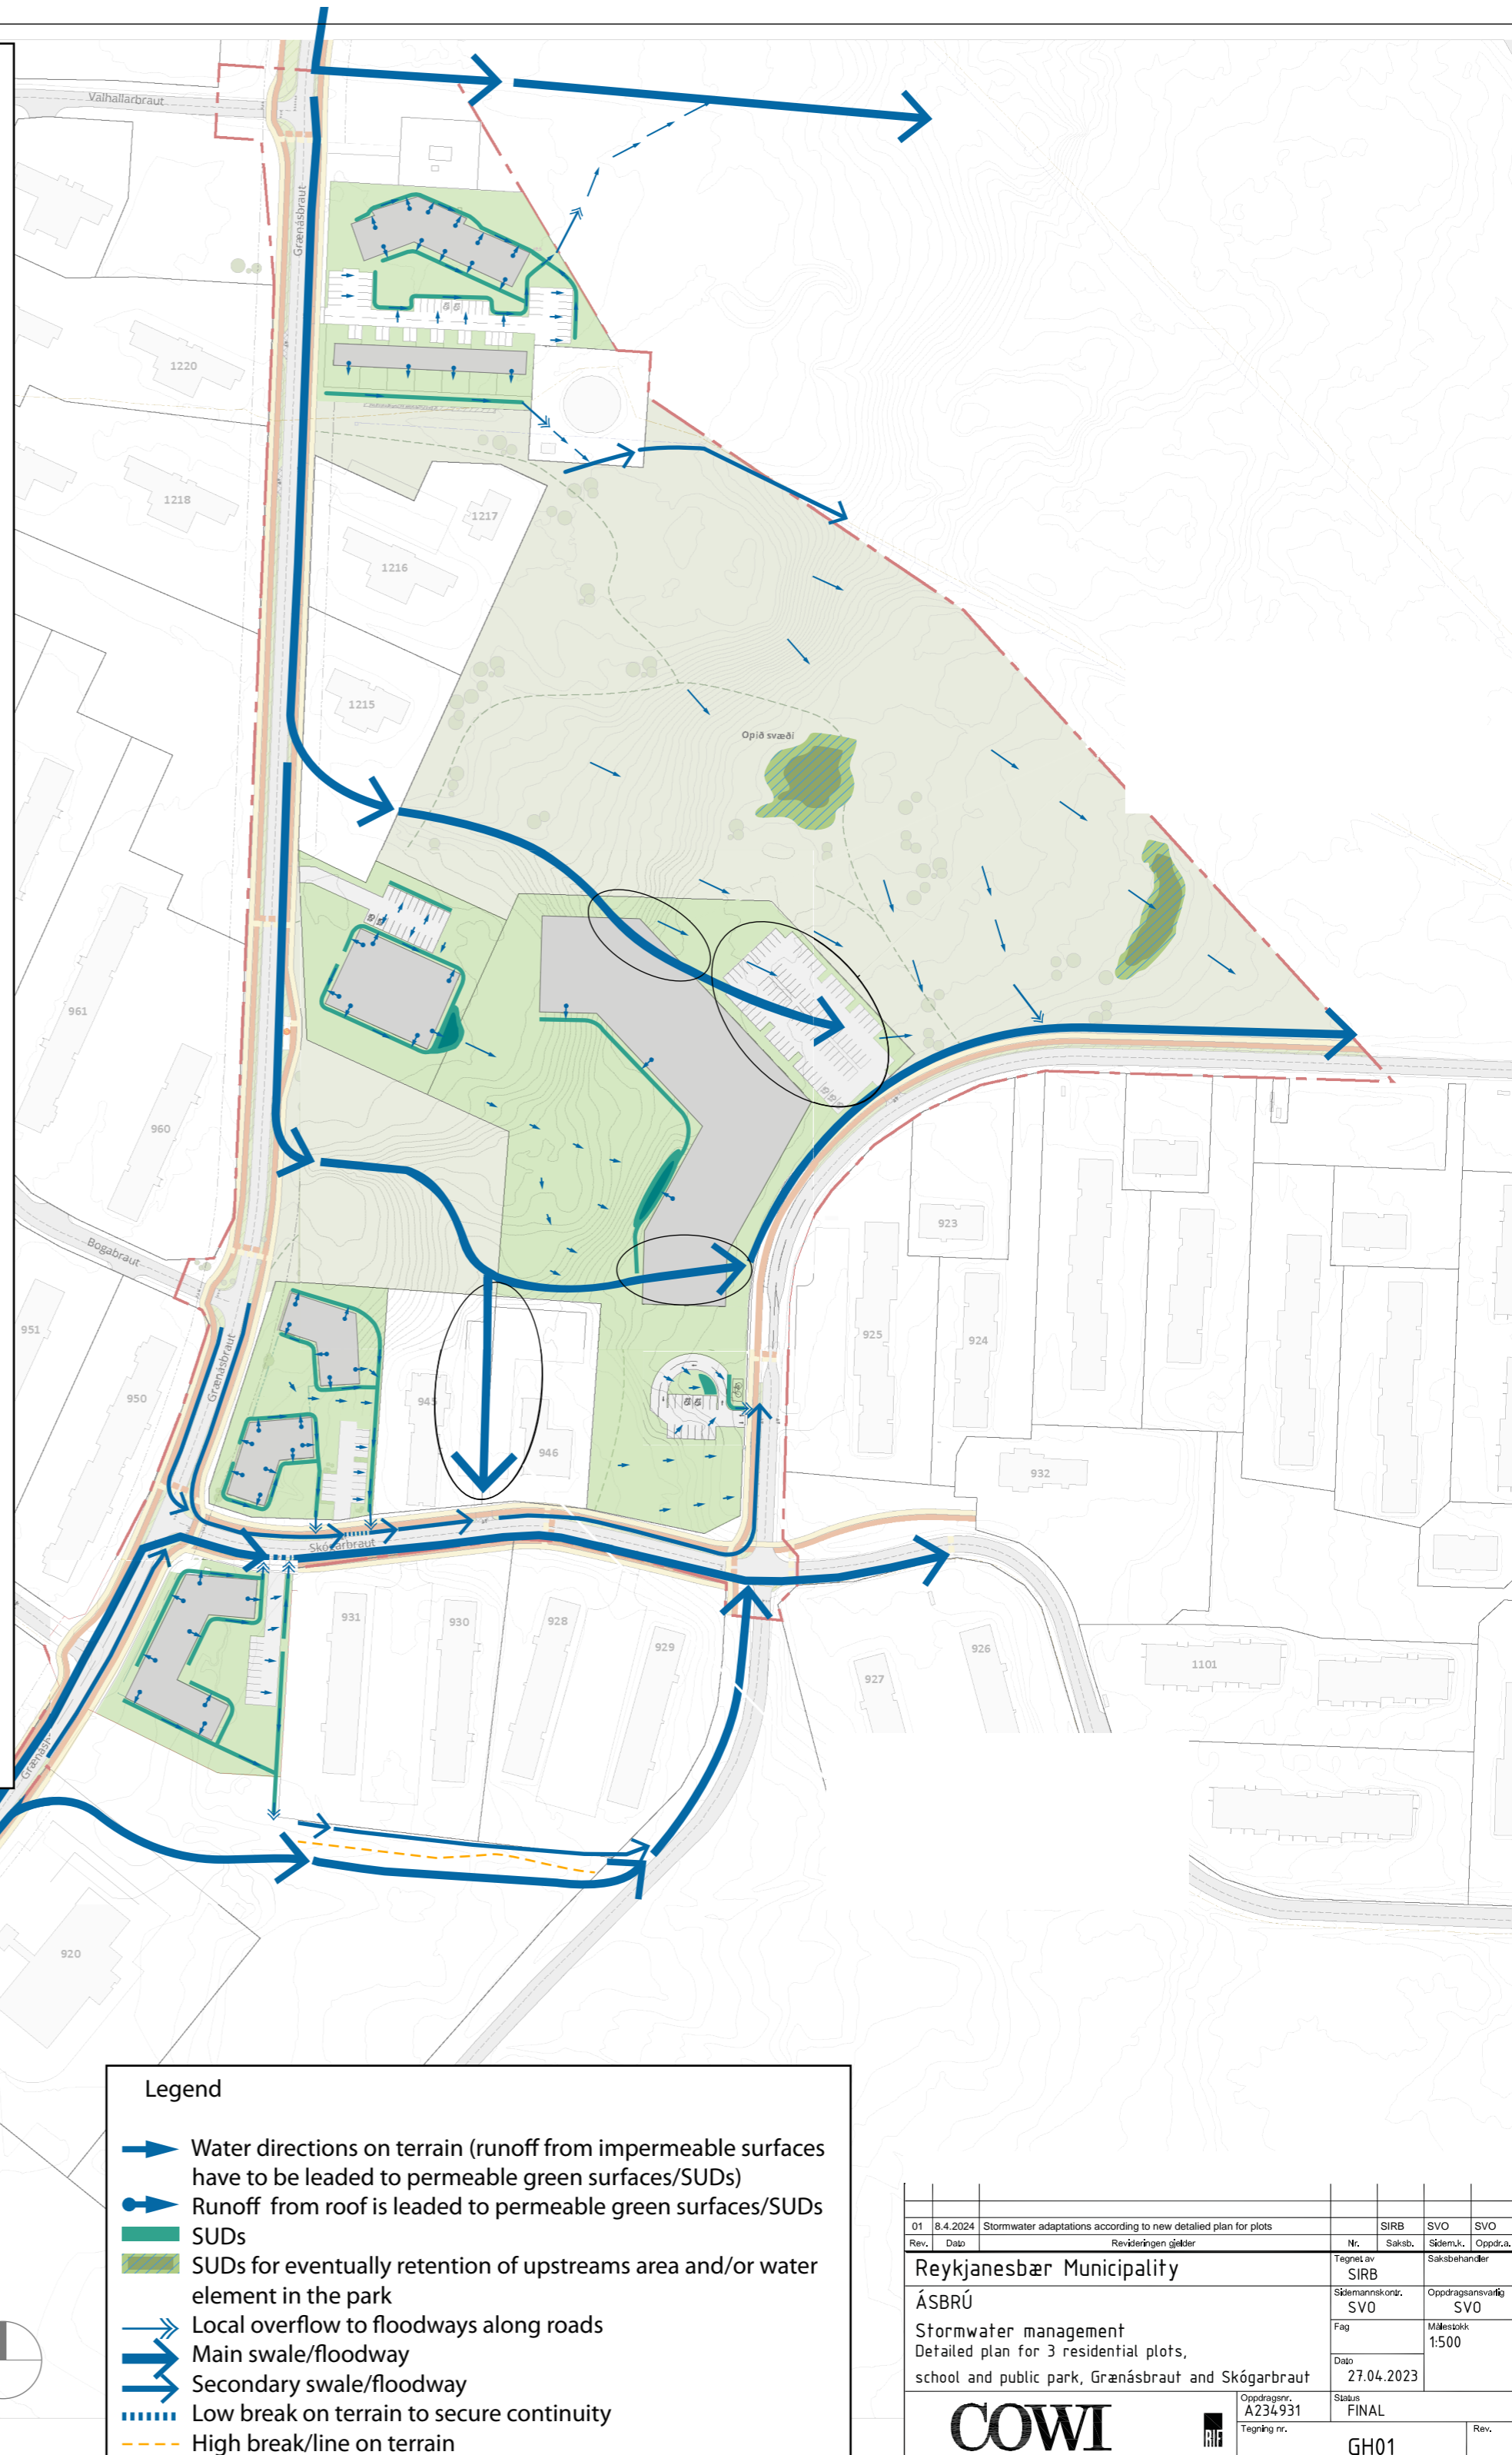 Valhallarbraut
Grænásbraut
1220
1218
1217
1216
1215
Opið svæði
961
960
Bogabraut
951
950
Grænásbraut
923
925
924
945
946
932
Skógarbraut
931
930
928
929
927
926
1101
920
Legend
Water directions on terrain (runoff from impermeable surfaces
have to be leaded to permeable green surfaces/SUDs)
Runoff from roof is leaded to permeable green surfaces/SUDs
SUDs
SUDs for eventually retention of upstreams area and/or water
element in the park
Local overflow to floodways along roads
Main swale/floodway
Secondary swale/floodway
Low break on terrain to secure continuity
High break/line on terrain
01 8.4.2024 Stormwater adaptations according to new detalied plan for plots SIRB SVO SVO
Rev. Dato Revideringen gjelder Nr. Saksb. Sidem.k. Oppdr.a.
Reykjanesbær Municipality
Tegnet av Saksbehandler
SIRB
ÁSBRÚ
Sidemannskontr. Oppdragsansvarlig
SVO SVO
Stormwater management
Detailed plan for 3 residential plots,
school and public park, Grænásbraut and Skógarbraut
Fag Målestokk
1:500
Dato
27.04.2023
COWI
RIF
Oppdragsnr. Status
A234931 FINAL
Tegning nr. Rev.
GH01